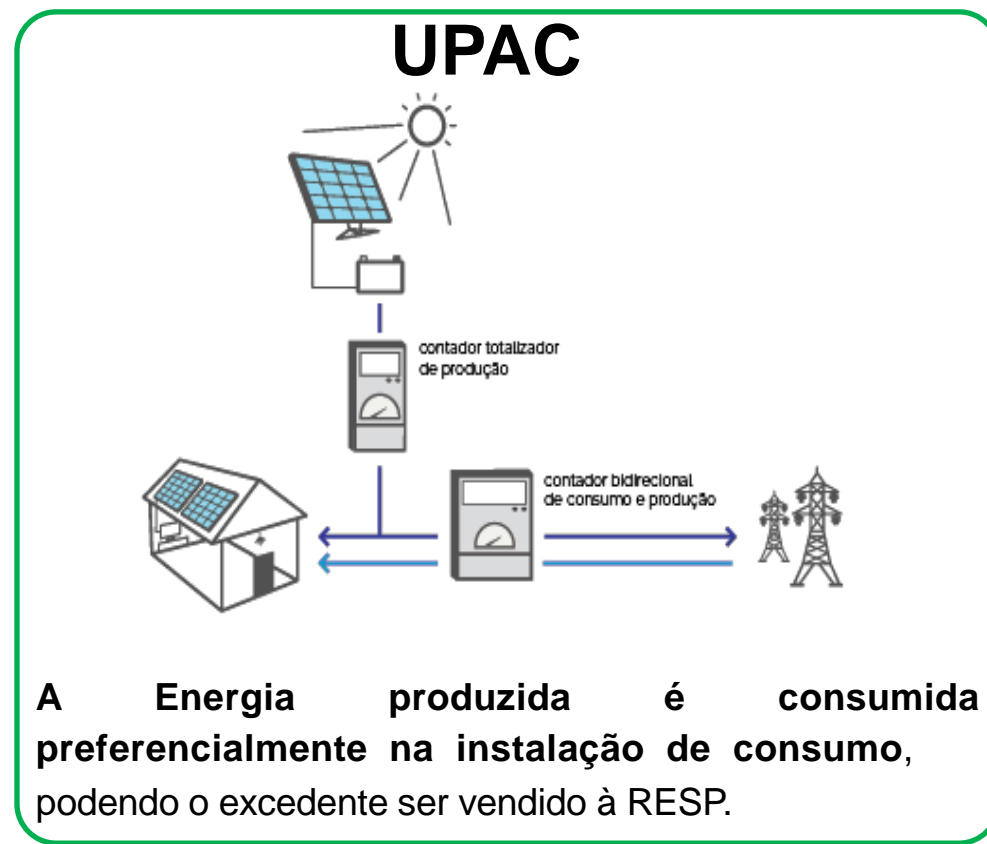 UPAC
contador totalizador
de produção
contador bidirecional
de consumo e produção
A Energia produzida é consumida
preferencialmente na instalação de consumo,
podendo o excedente ser vendido à RESP.